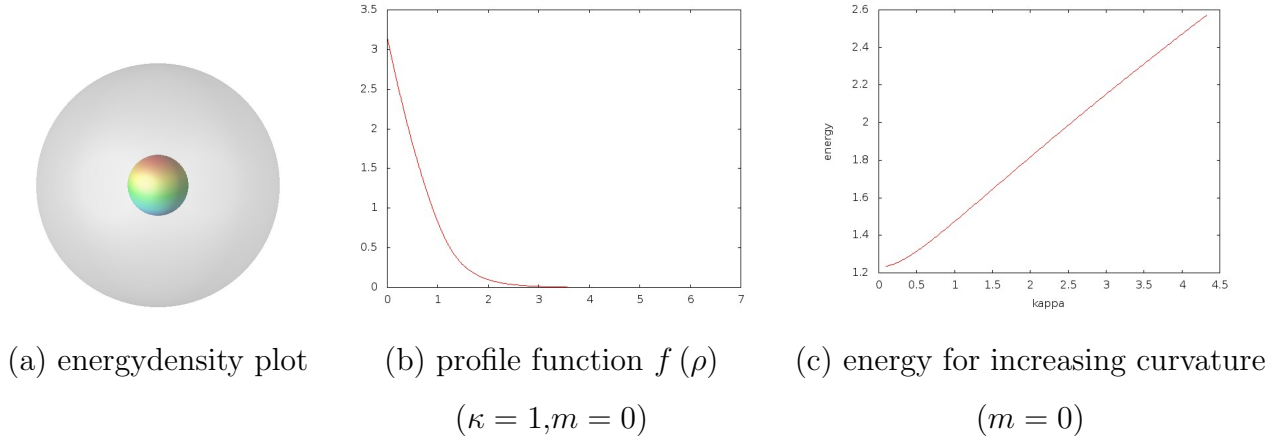 3.5
3
2.5
2
1.5
1
0.5
0
0 1 2 3 4 5 6 7
2.6
2.4
2.2
2
1.8
1.6
1.4
1.2
energy
0 0.5 1 1.5 2 2.5 3 3.5 4 4.5
kappa
(a) energydensity plot
(b) profile function f (ρ)
(κ = 1,m = 0)
(c) energy for increasing curvature
(m = 0)